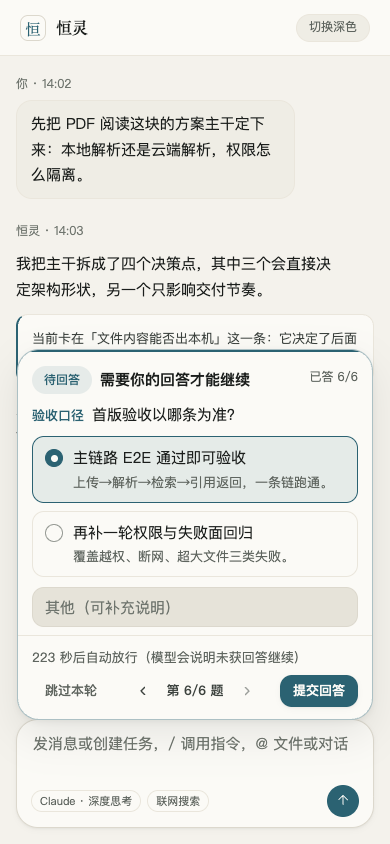 恒 恒灵 切换深色
你 · 14:02
先把 PDF 阅读这块的方案主干定下
来：本地解析还是云端解析，权限怎
么隔离。
恒灵 · 14:03
我把主干拆成了四个决策点，其中三个会直接决
定架构形状，另一个只影响交付节奏。
当前卡在「文件内容能否出本机」这一条：它决定了后面
待回答 需要你的回答才能继续 已答 6/6
验收口径 首版验收以哪条为准?
主链路 E2E 通过即可验收
上传→解析→检索→引用返回，一条链跑通。
再补一轮权限与失败面回归
覆盖越权、断网、超大文件三类失败。
其他（可补充说明）
223 秒后自动放行（模型会说明未获回答继续）
跳过本轮 ‹ 第 6/6 题 › 提交回答
发消息或创建任务，/ 调用指令，@ 文件或对话
Claude · 深度思考 联网搜索